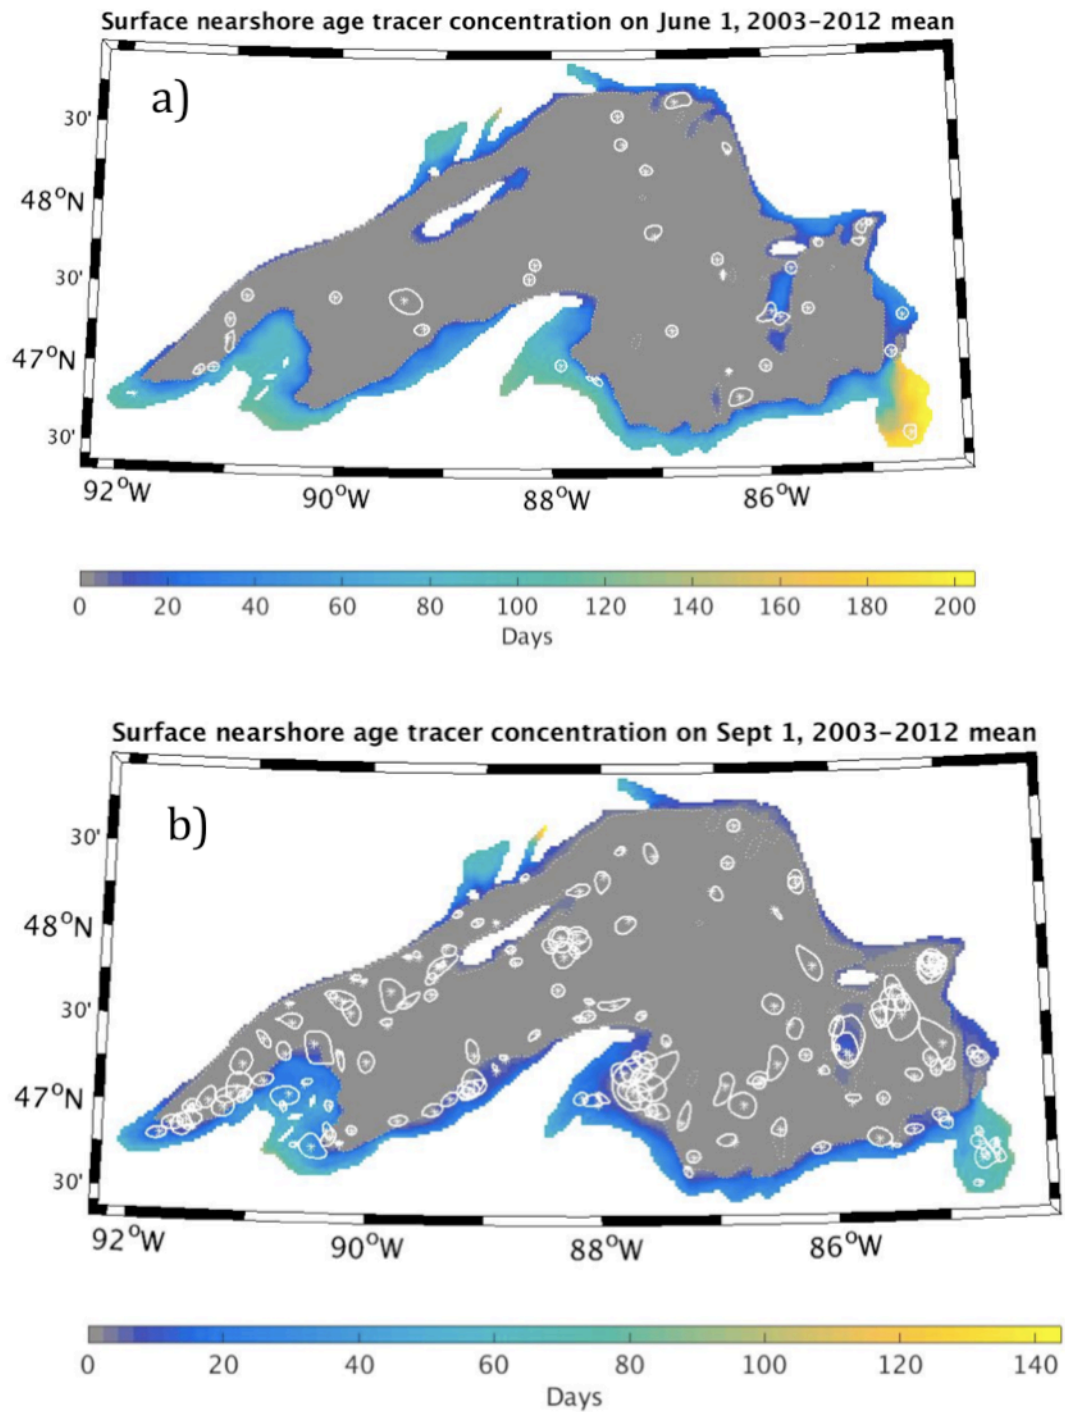 Surface nearshore age tracer concentration on June 1, 2003–2012 mean
a)
30'
48°N
30'
47°N
30'
92°W 90°W 88°W 86°W
0 20 40 60 80 100 120 140 160 180 200
Days
Surface nearshore age tracer concentration on Sept 1, 2003–2012 mean
b)
30'
48°N
30'
47°N
30'
92°W 90°W 88°W 86°W
0 20 40 60 80 100 120 140
Days